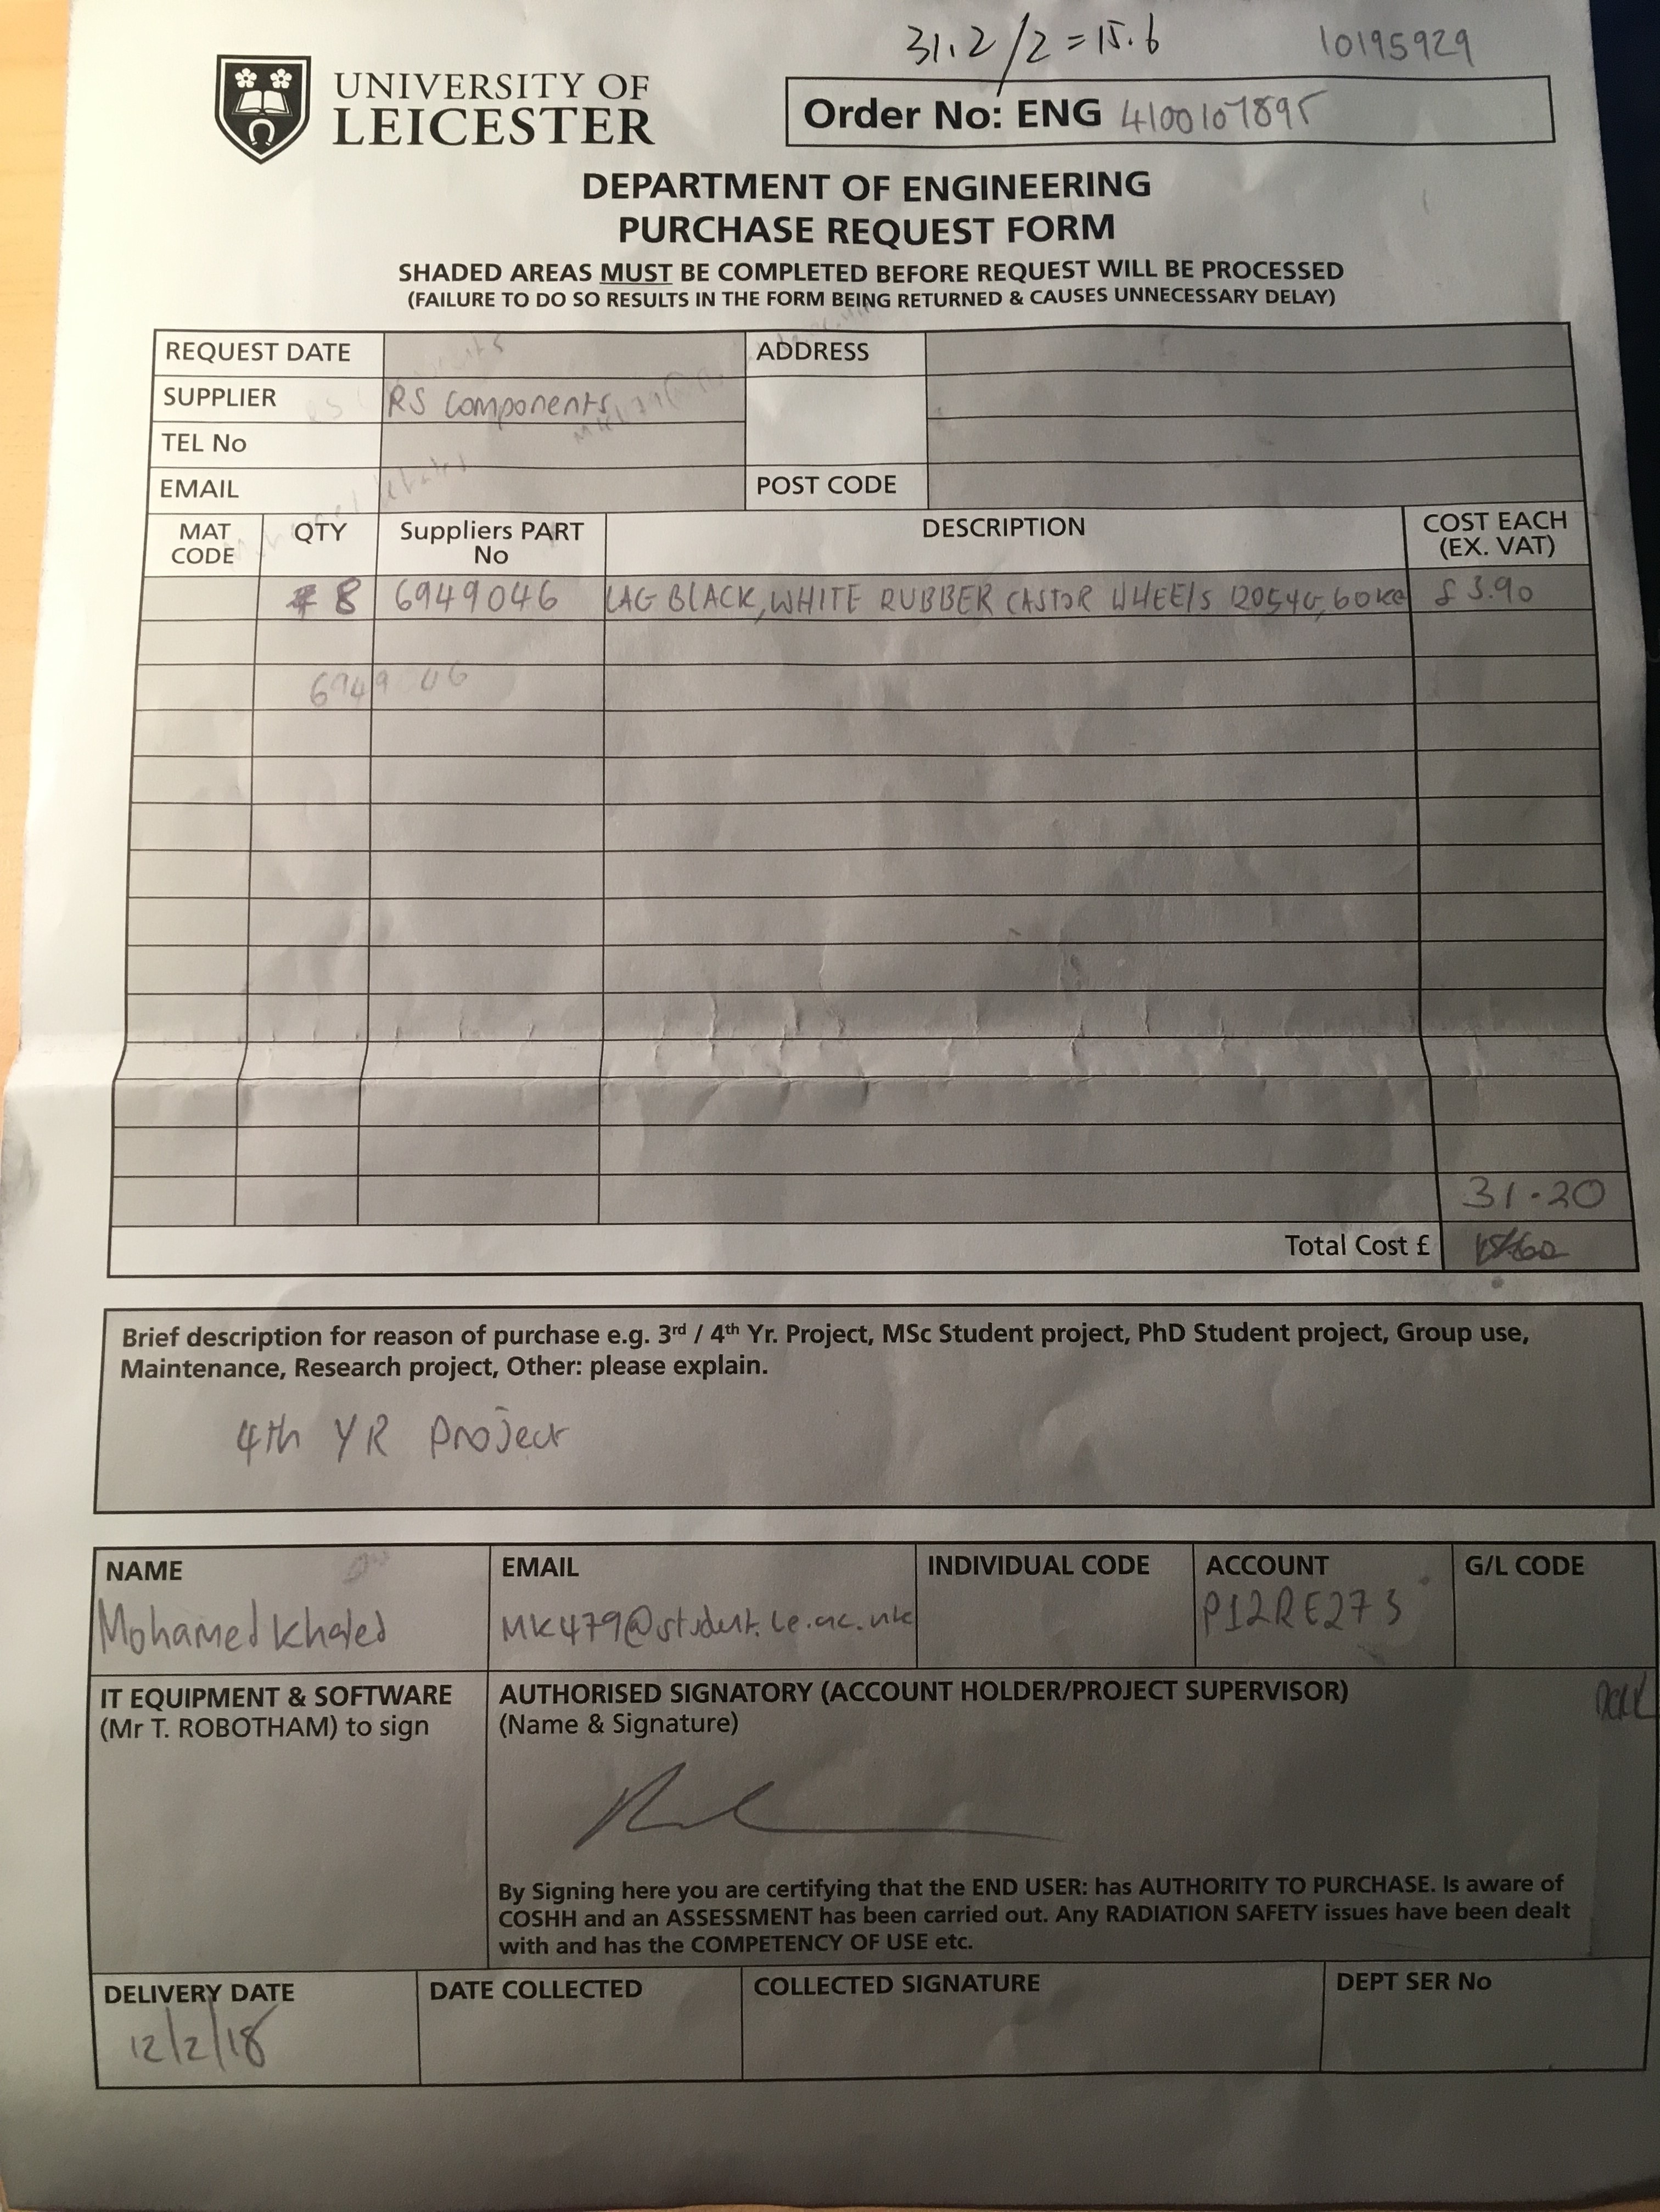 31.2/2=15.6
10195929
UNIVERSITY OF
LEICESTER
Order No: ENG 4100107895
DEPARTMENT OF ENGINEERING
PURCHASE REQUEST FORM
SHADED AREAS MUST BE COMPLETED BEFORE REQUEST WILL BE PROCESSED
(FAILURE TO DO SO RESULTS IN THE FORM BEING RETURNED & CAUSES UNNECESSARY DELAY)
REQUEST DATE ADDRESS
SUPPLIER RS Components
TEL No
EMAIL POST CODE
MAT CODE QTY Suppliers PART No DESCRIPTION COST EACH (EX. VAT)
8 6949046 LAG BLACK, WHITE RUBBER CASTOR WHEELS 12054G, 60KG £3.90
6949 46
31.20
Total Cost £
Brief description for reason of purchase e.g. 3rd / 4th Yr. Project, MSc Student project, PhD Student project, Group use,
Maintenance, Research project, Other: please explain.
4th YR Project
NAME EMAIL INDIVIDUAL CODE ACCOUNT G/L CODE
Mohamed Khaled MK479@student.le.ac.uk P12RE273
IT EQUIPMENT & SOFTWARE
(Mr T. ROBOTHAM) to sign
AUTHORISED SIGNATORY (ACCOUNT HOLDER/PROJECT SUPERVISOR)
(Name & Signature)
By Signing here you are certifying that the END USER: has AUTHORITY TO PURCHASE. Is aware of
COSHH and an ASSESSMENT has been carried out. Any RADIATION SAFETY issues have been dealt
with and has the COMPETENCY OF USE etc.
DELIVERY DATE DATE COLLECTED COLLECTED SIGNATURE DEPT SER No
12/2/18